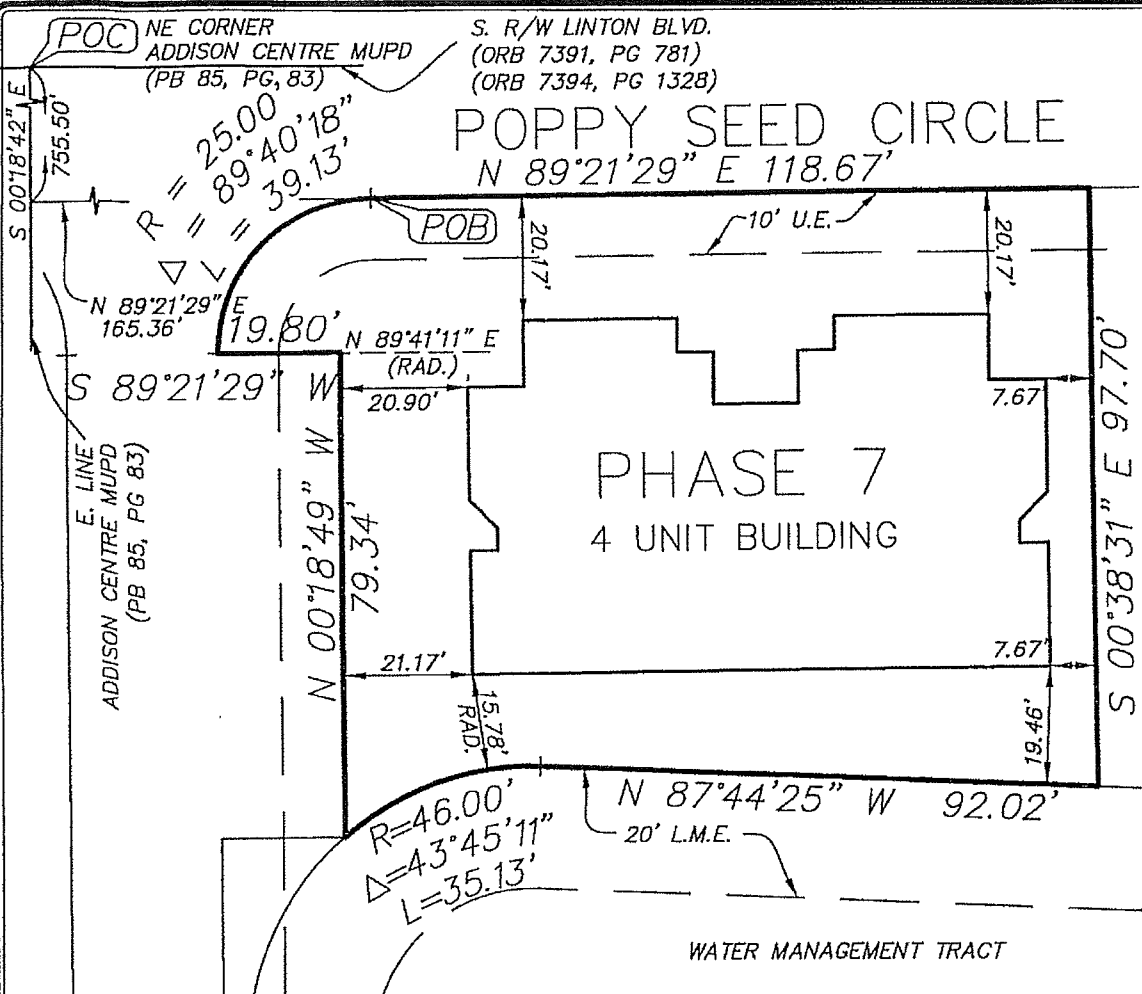 POC
NE CORNER
ADDISON CENTRE MUPD
(PB 85, PG, 83)
S. R/W LINTON BLVD.
(ORB 7391, PG 781)
(ORB 7394, PG 1328)
S 00°18'42" E
755.50'
R = 25.00
Δ = 89°40'18"
L = 39.13'
POPPY SEED CIRCLE
N 89°21'29" E 118.67'
POB
10' U.E.
20.17'
20.17'
N 89°21'29" E
165.36'
19.80'
N 89°41'11" E
(RAD.)
S 89°21'29" W
20.90'
7.67'
E. LINE
ADDISON CENTRE MUPD
(PB 85, PG 83)
N 00°18'49" W
79.34'
PHASE 7
4 UNIT BUILDING
S 00°38'31" E 97.70'
21.17'
7.67'
15.78'
RAD.
19.46'
N 87°44'25" W 92.02'
R=46.00'
Δ=43°45'11"
L=35.13'
20' L.M.E.
WATER MANAGEMENT TRACT